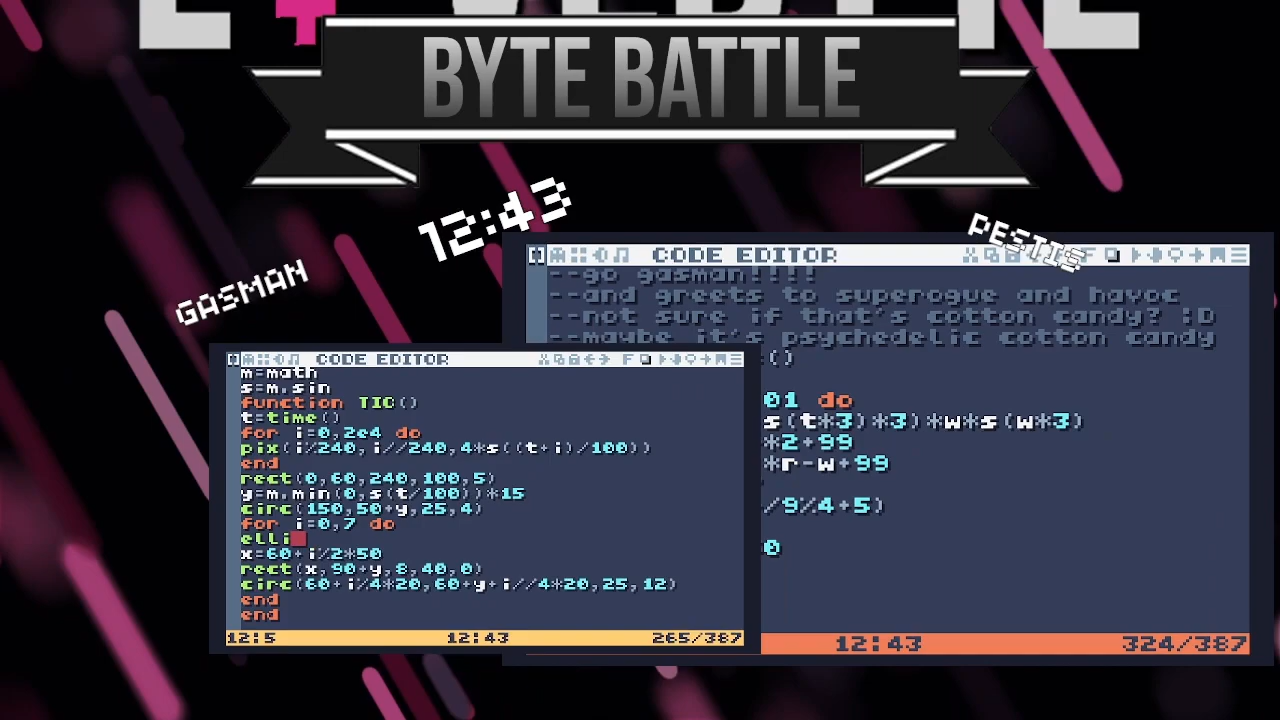 BYTE BATTLE
12:43
GASMAN
PESTIS
CODE EDITOR
--go gasman!!!!
--and greets to superogue and havoc
--not sure if that's cotton candy? :D
--maybe it's psychedelic cotton candy
()
01 do
s(t*3)*3)*w*s(w*3)
*2+99
*r-w+99
/9%4+5)
0
12:43
324/387
CODE EDITOR
m=math
s=m.sin
function TIC()
t=time()
for i=0,2e4 do
pix(i%240,i//240,4*s((t+i)/100))
end
rect(0,60,240,100,5)
y=m.min(0,s(t/100))*15
circ(150,50+y,25,4)
for i=0,7 do
elli
x=60+i%2*50
rect(x,90+y,8,40,0)
circ(60+i%4*20,60+y+i//4*20,25,12)
end
end
12:5
12:43
265/387